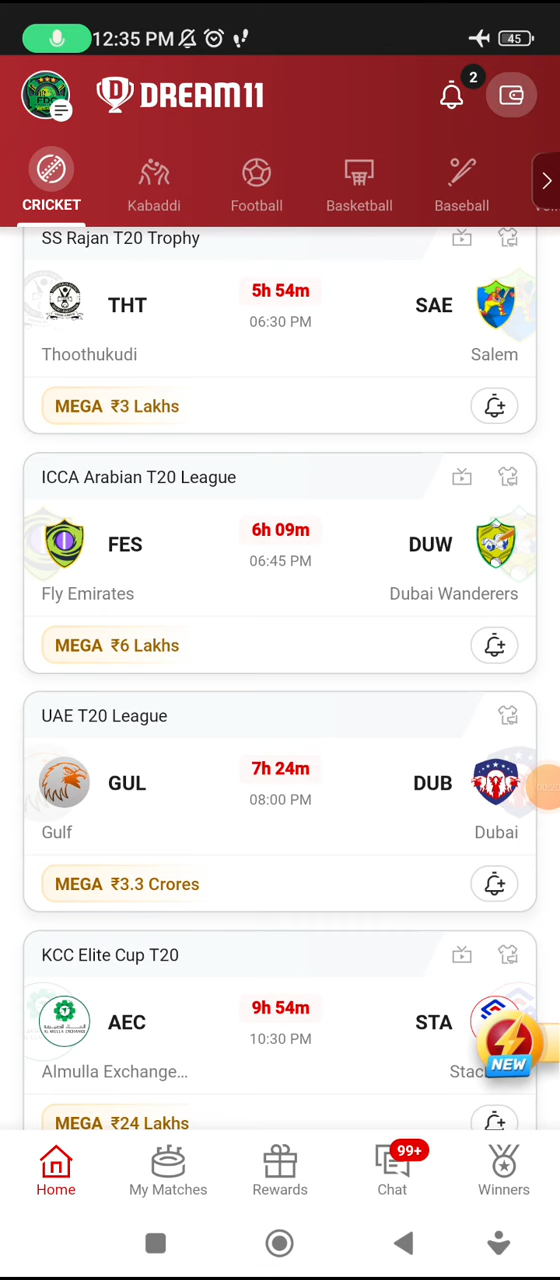 12:35 PM
45
DREAM11
2
CRICKET
Kabaddi
Football
Basketball
Baseball
SS Rajan T20 Trophy
THT
5h 54m
SAE
06:30 PM
Thoothukudi
Salem
MEGA ₹3 Lakhs
ICCA Arabian T20 League
FES
6h 09m
DUW
06:45 PM
Fly Emirates
Dubai Wanderers
MEGA ₹6 Lakhs
UAE T20 League
GUL
7h 24m
DUB
08:00 PM
00:20
Gulf
Dubai
MEGA ₹3.3 Crores
KCC Elite Cup T20
AEC
9h 54m
STA
10:30 PM
NEW
Almulla Exchange...
Stac
MEGA ₹24 Lakhs
99+
Home
My Matches
Rewards
Chat
Winners